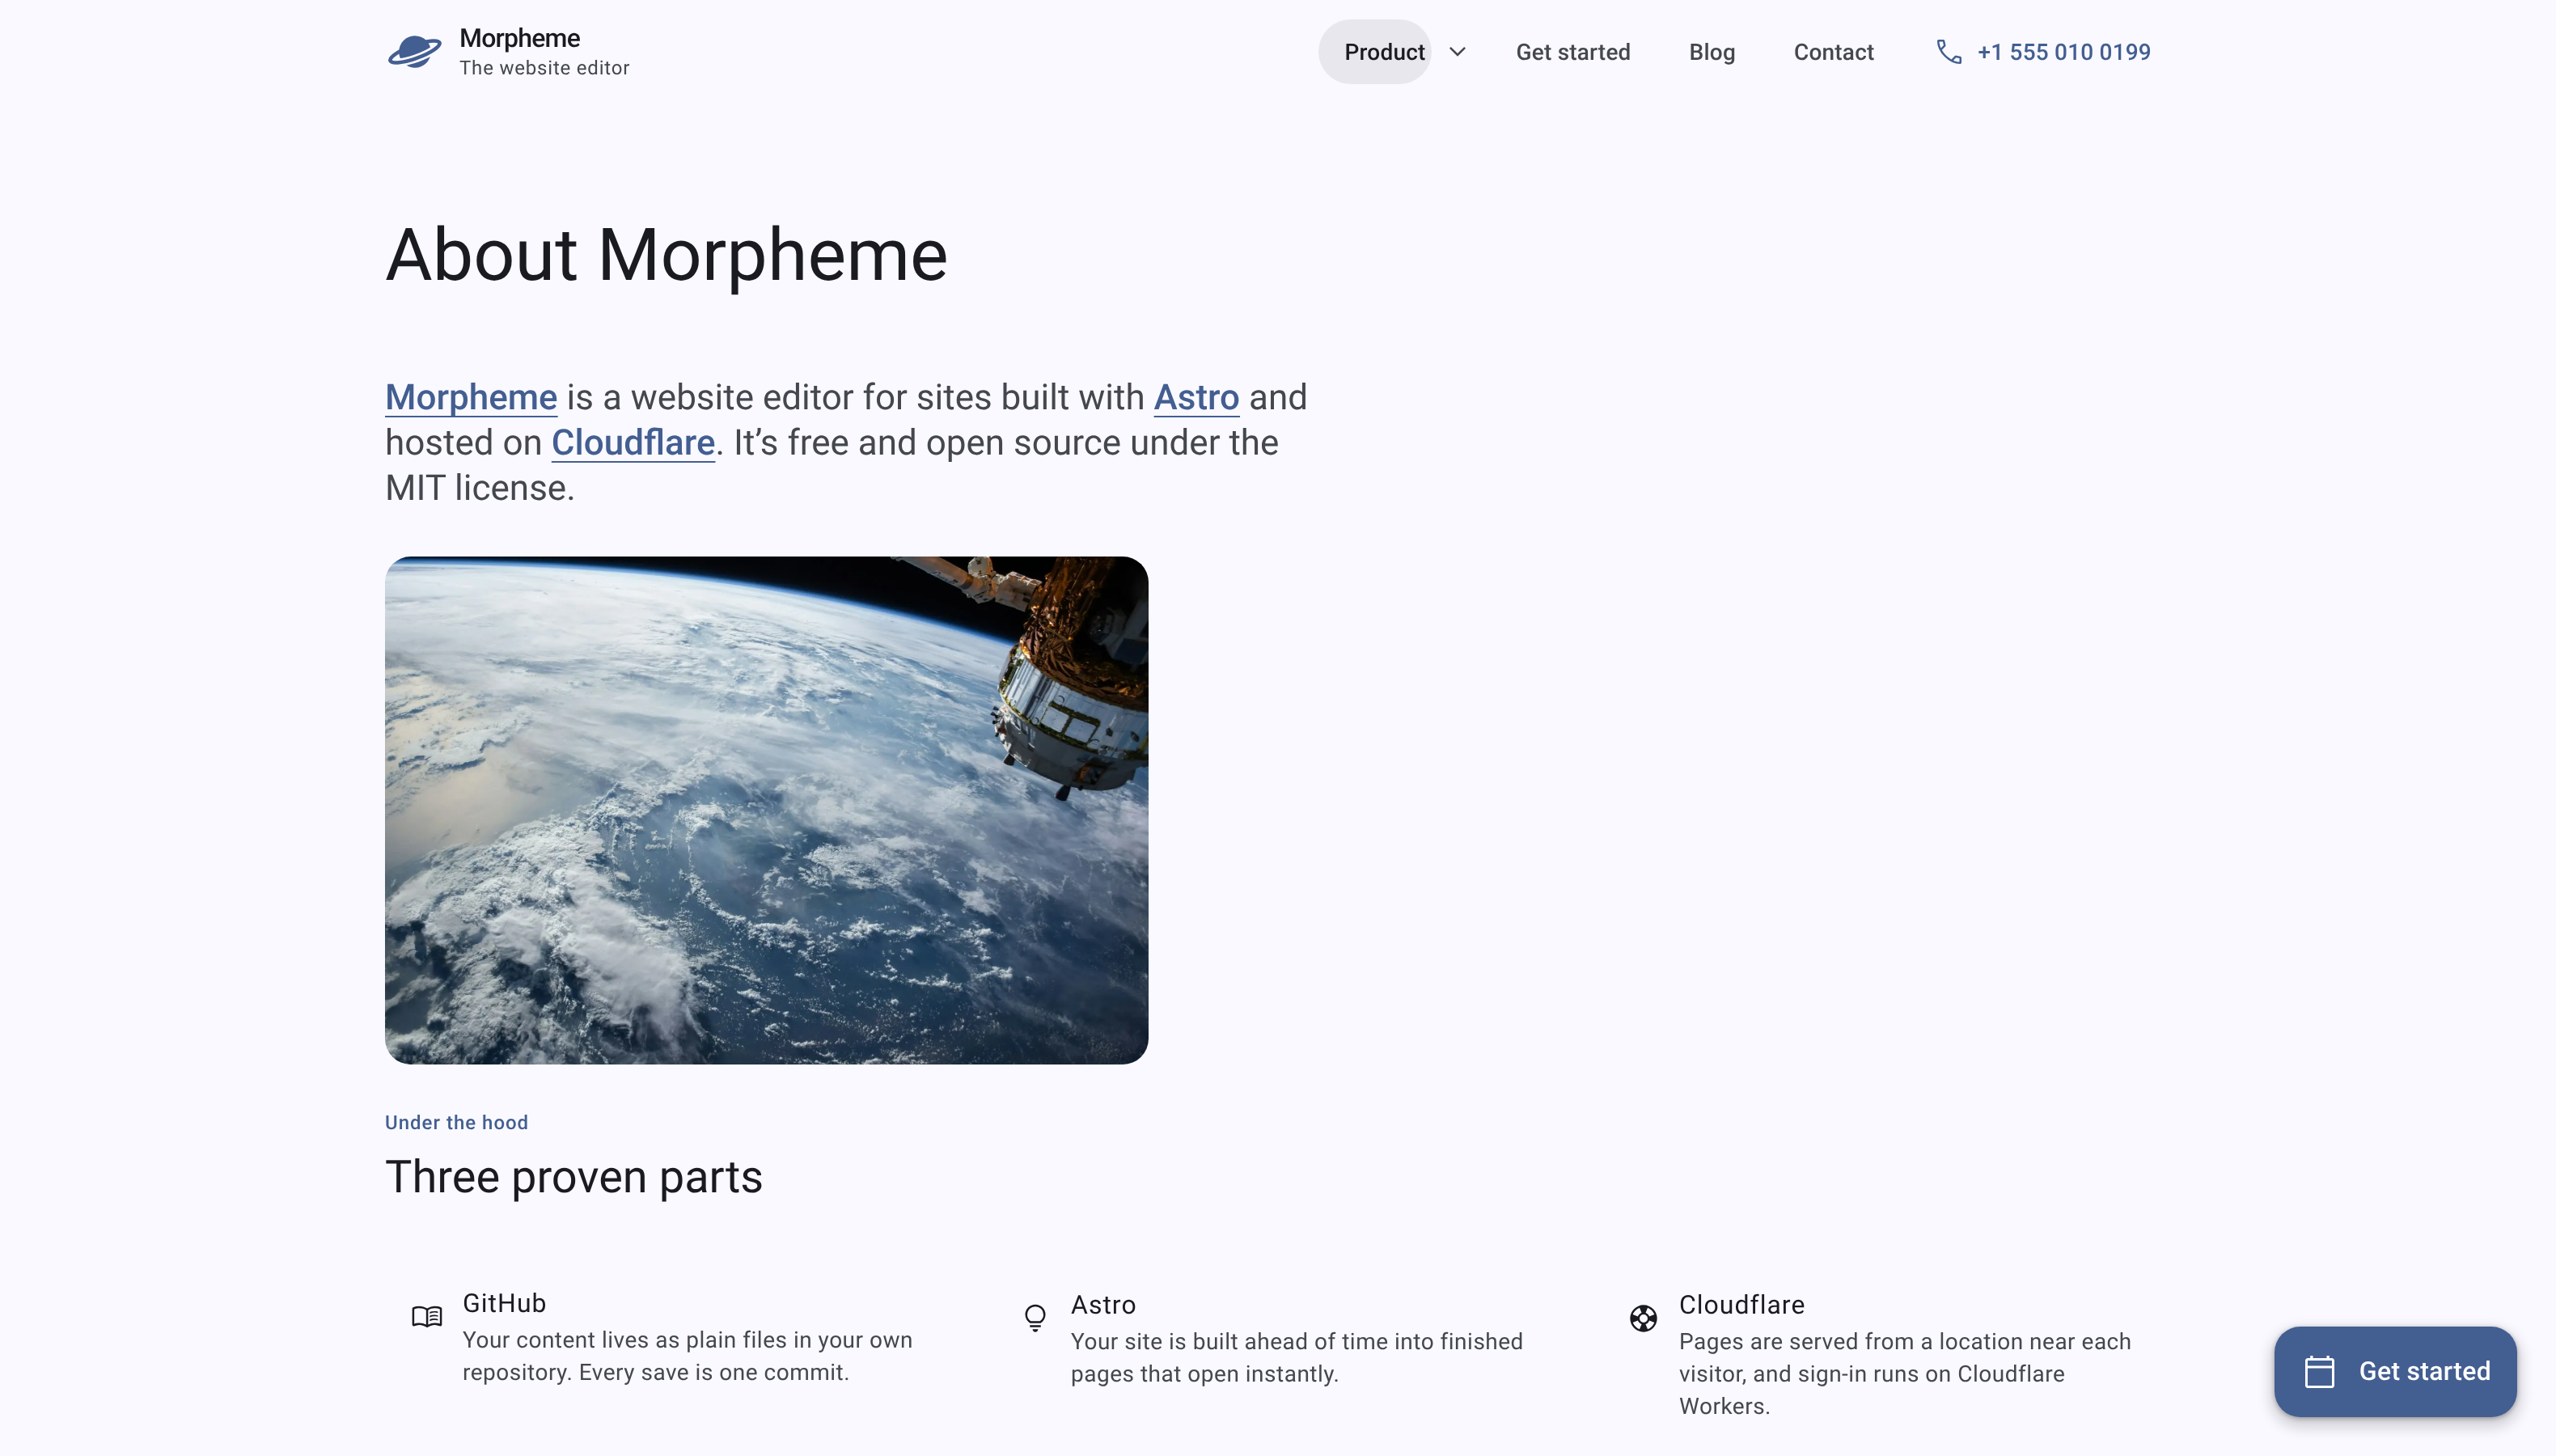 Morpheme
The website editor
Product
Get started
Blog
Contact
+1 555 010 0199
About Morpheme
Morpheme is a website editor for sites built with Astro and
hosted on Cloudflare. It’s free and open source under the
MIT license.
Under the hood
Three proven parts
GitHub
Your content lives as plain files in your own
repository. Every save is one commit.
Astro
Your site is built ahead of time into finished
pages that open instantly.
Cloudflare
Pages are served from a location near each
visitor, and sign-in runs on Cloudflare
Workers.
Get started